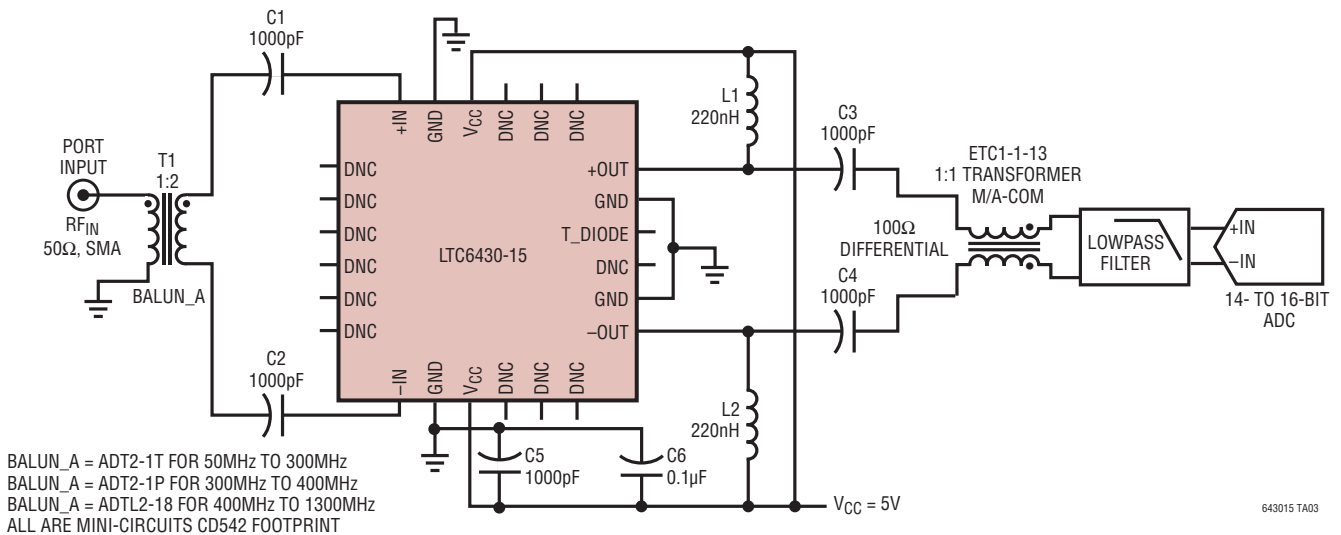 C1
1000pF
PORT
INPUT
T1
1:2
RF_IN
50Ω, SMA
BALUN_A
C2
1000pF
+IN
GND
V_CC
DNC
DNC
DNC
DNC
DNC
DNC
DNC
DNC
DNC
LTC6430-15
+OUT
GND
T_DIODE
DNC
GND
–OUT
–IN
GND
V_CC
DNC
DNC
DNC
L1
220nH
C3
1000pF
ETC1-1-13
1:1 TRANSFORMER
M/A-COM
100Ω
DIFFERENTIAL
C4
1000pF
LOWPASS
FILTER
+IN
–IN
14- TO 16-BIT
ADC
L2
220nH
C5
1000pF
C6
0.1µF
V_CC = 5V
BALUN_A = ADT2-1T FOR 50MHz TO 300MHz
BALUN_A = ADT2-1P FOR 300MHz TO 400MHz
BALUN_A = ADTL2-18 FOR 400MHz TO 1300MHz
ALL ARE MINI-CIRCUITS CD542 FOOTPRINT
643015 TA03